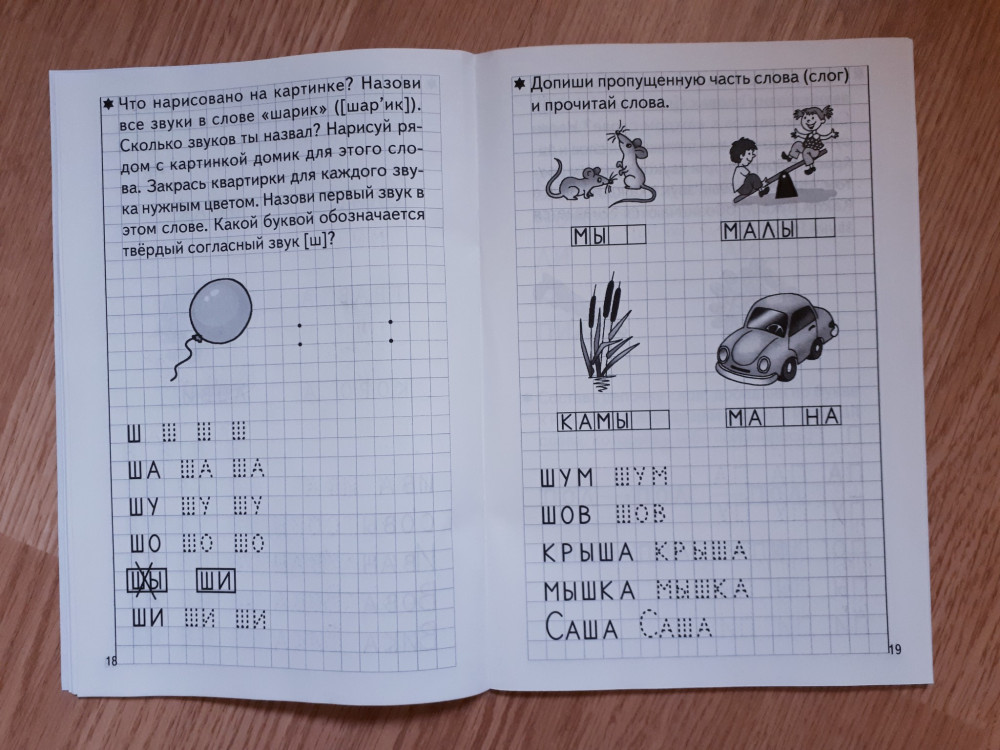 Что нарисовано на картинке? Назови
все звуки в слове «шарик» ([шар’ик]).
Сколько звуков ты назвал? Нарисуй ря-
дом с картинкой домик для этого сло-
ва. Закрась квартирки для каждого зву-
ка нужным цветом. Назови первый звук в
этом слове. Какой буквой обозначается
твёрдый согласный звук [ш]?
Ш Ш Ш Ш
ША ША ША
ШУ ШУ ШУ
ШО ШО ШО
ШЫ ШИ
ШИ ШИ ШИ
18
Допиши пропущенную часть слова (слог)
и прочитай слова.
МЫ МАЛЫ
КАМЫ МА НА
ШУМ ШУМ
ШОВ ШОВ
КРЫША КРЫША
МЫШКА МЫШКА
САША САША
19